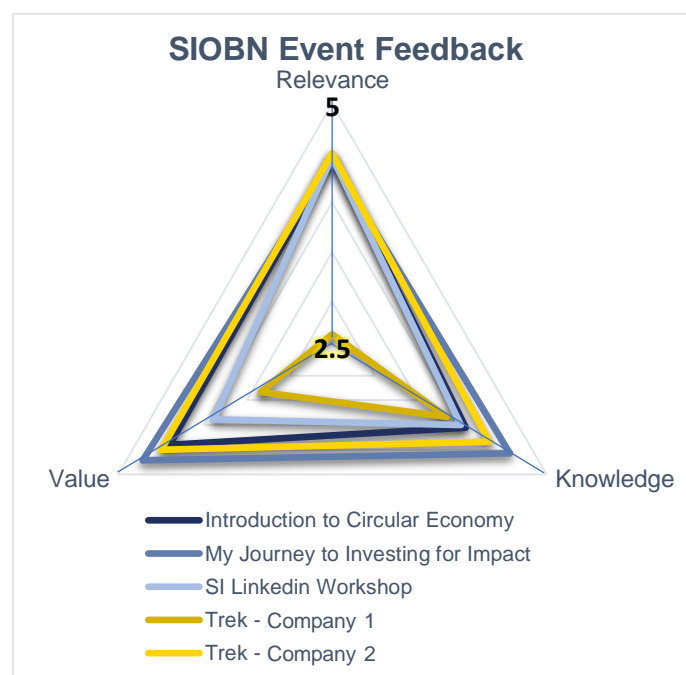 SIOBN Event Feedback
Relevance
5
2.5
Value
Knowledge
Introduction to Circular Economy
My Journey to Investing for Impact
SI Linkedin Workshop
Trek - Company 1
Trek - Company 2